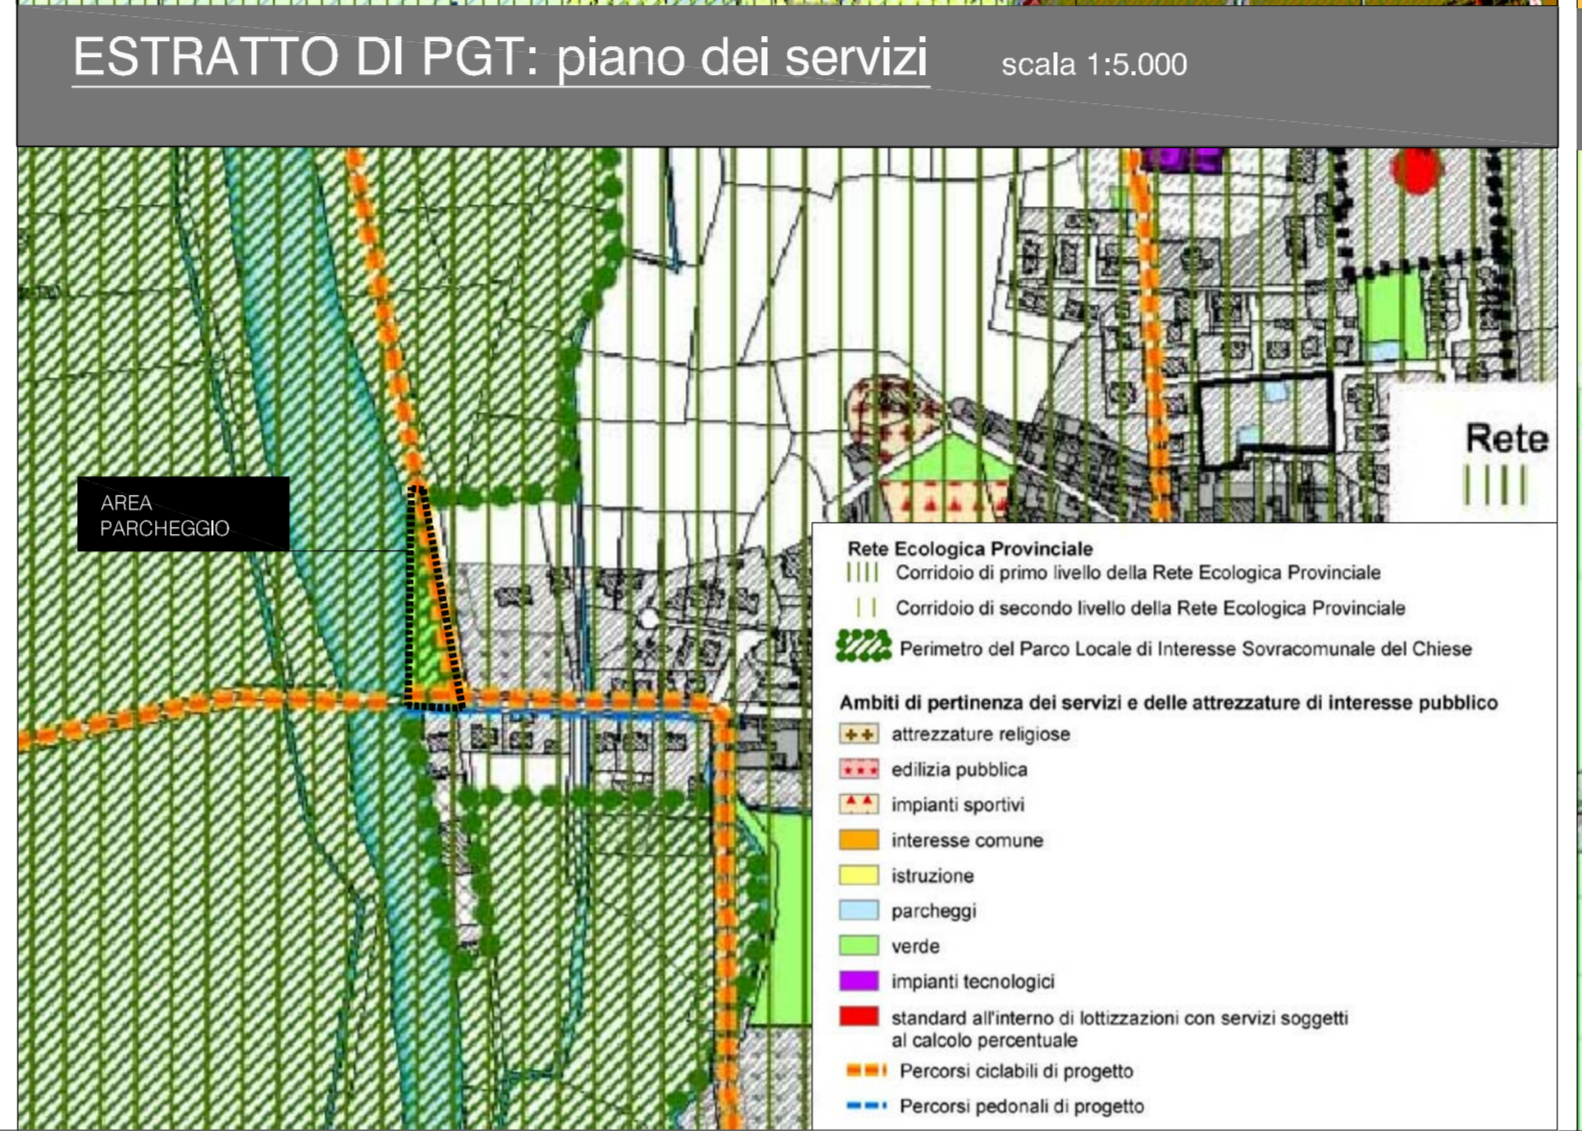 ESTRATTO DI PGT: piano dei servizi scala 1:5.000
AREA
PARCHEGGIO
Rete
Rete Ecologica Provinciale
Corridoio di primo livello della Rete Ecologica Provinciale
Corridoio di secondo livello della Rete Ecologica Provinciale
Perimetro del Parco Locale di Interesse Sovracomunale del Chiese
Ambiti di pertinenza dei servizi e delle attrezzature di interesse pubblico
attrezzature religiose
edilizia pubblica
impianti sportivi
interesse comune
istruzione
parcheggi
verde
impianti tecnologici
standard all'interno di lottizzazioni con servizi soggetti
al calcolo percentuale
Percorsi ciclabili di progetto
Percorsi pedonali di progetto